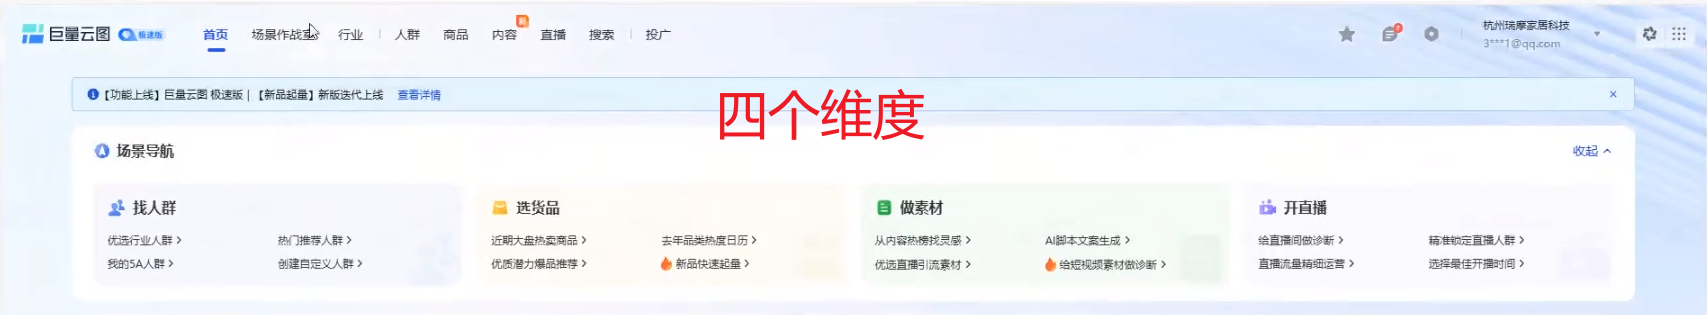 巨量云图 极速版 首页 场景作战室 行业 人群 商品 内容 新 直播 搜索 投广 杭州瑞摩家居科技
3***1@qq.com
【功能上线】巨量云图 极速版 | 【新品起量】新版迭代上线 查看详情
四个维度
场景导航 收起
找人群
优选行业人群 热门推荐人群
我的5A人群 创建自定义人群
选货品
近期大盘热卖商品 去年品类热度日历
优质潜力爆品推荐 新品快速起量
做素材
从内容热榜找灵感 AI脚本文案生成
优选直播引流素材 给短视频素材做诊断
开直播
给直播间做诊断 精准锁定直播人群
直播流量精细运营 选择最佳开播时间